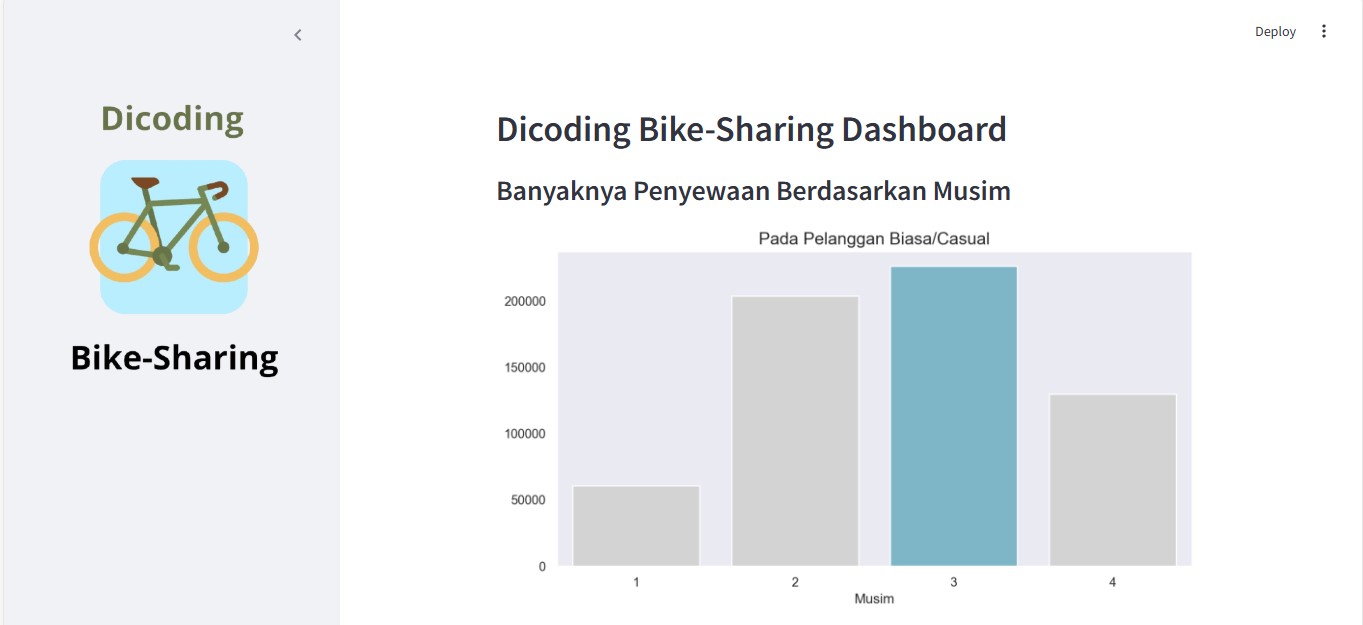 Deploy
Dicoding
Bike-Sharing
Dicoding Bike-Sharing Dashboard
Banyaknya Penyewaan Berdasarkan Musim
Pada Pelanggan Biasa/Casual
200000
150000
100000
50000
0
1 2 3 4
Musim